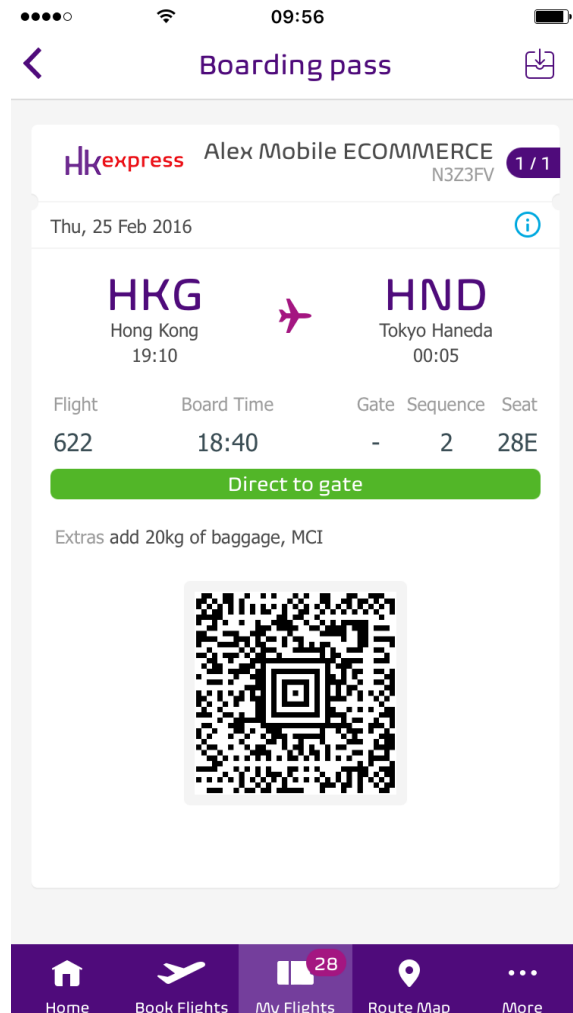 09:56
Boarding pass
hkexpress Alex Mobile ECOMMERCE 1 / 1
N3Z3FV
Thu, 25 Feb 2016
HKG HND
Hong Kong Tokyo Haneda
19:10 00:05
Flight Board Time Gate Sequence Seat
622 18:40 - 2 28E
Direct to gate
Extras add 20kg of baggage, MCI
28
Home Book Flights My Flights Route Map More